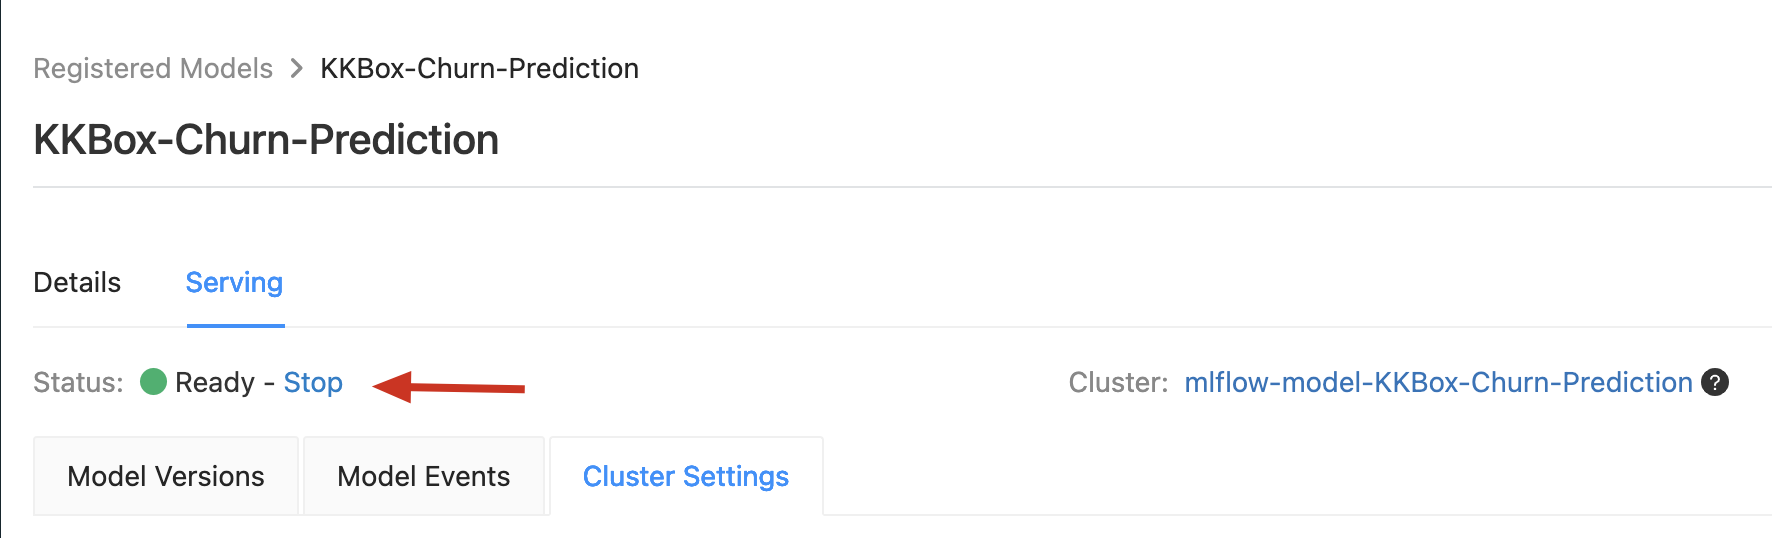 Registered Models > KKBox-Churn-Prediction
KKBox-Churn-Prediction
Details Serving
Status: Ready - Stop Cluster: mlflow-model-KKBox-Churn-Prediction ?
Model Versions Model Events Cluster Settings